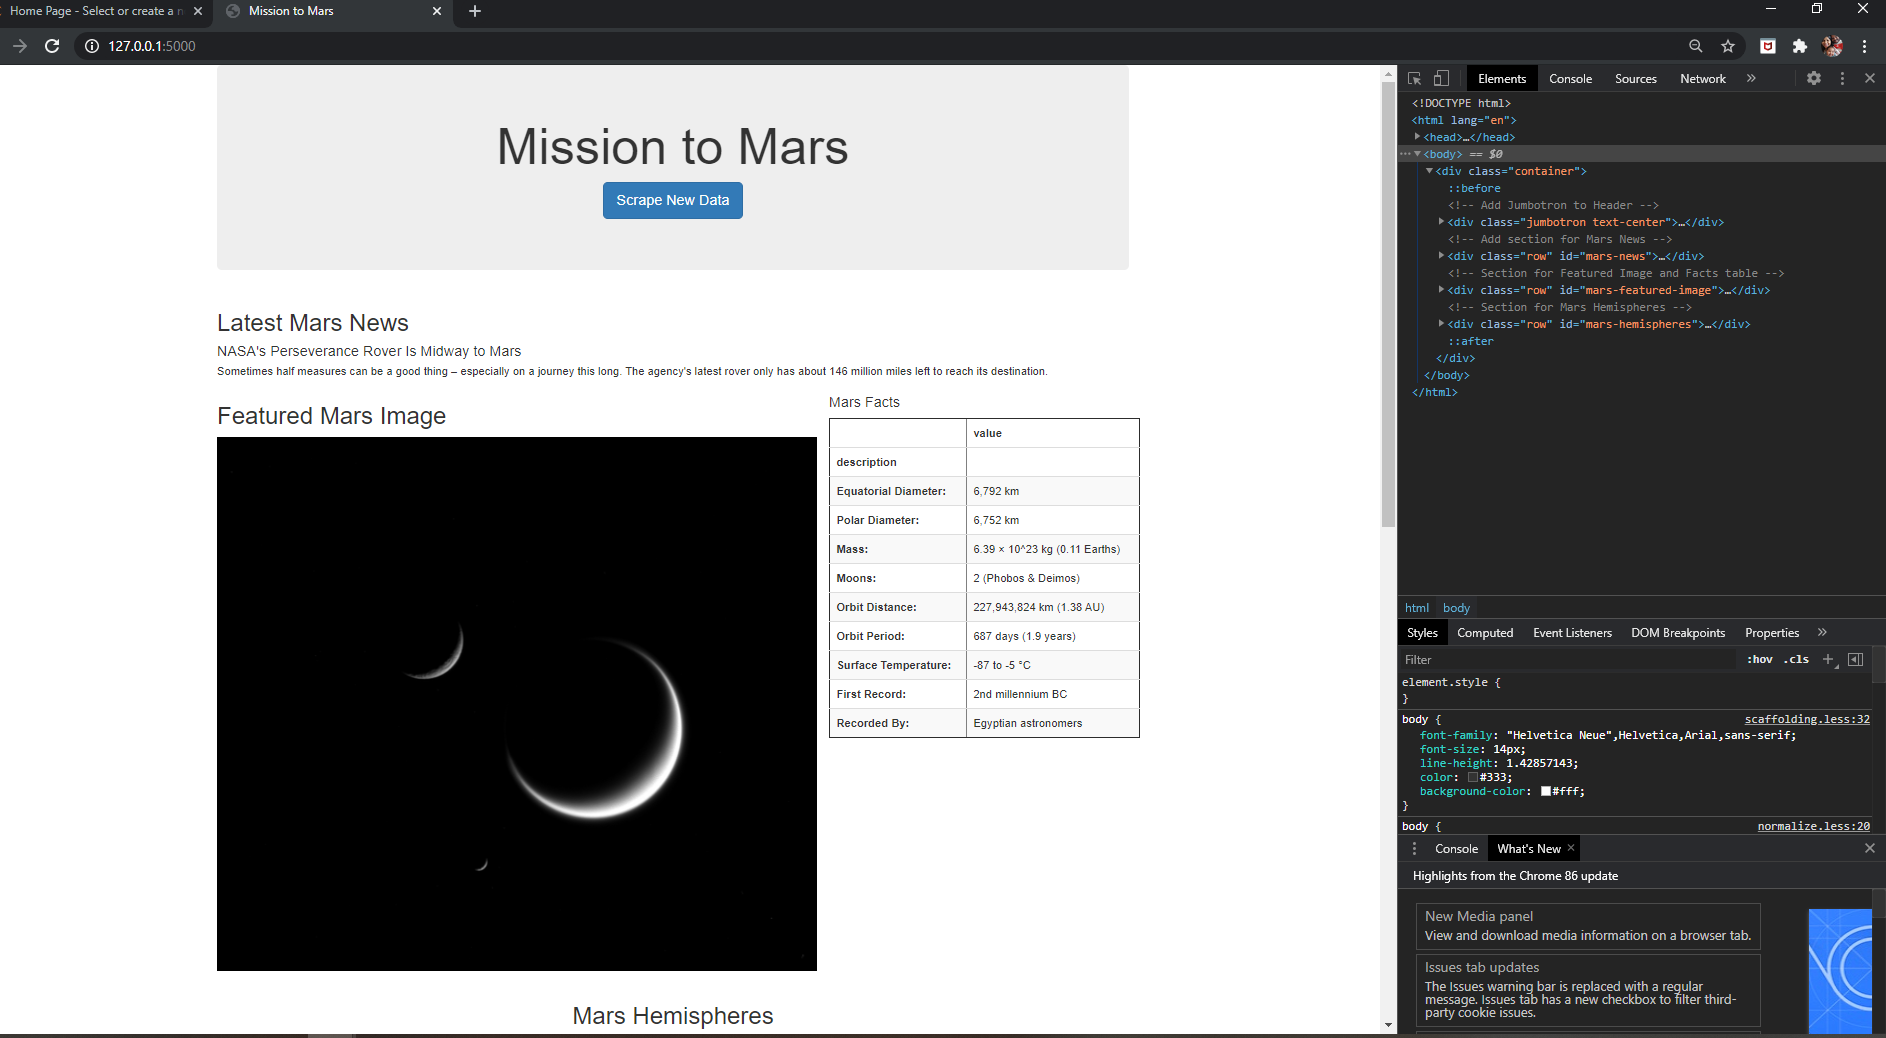 Home Page - Select or create a n
Mission to Mars
127.0.0.1:5000
Mission to Mars
Scrape New Data
Latest Mars News
NASA's Perseverance Rover Is Midway to Mars
Sometimes half measures can be a good thing – especially on a journey this long. The agency's latest rover only has about 146 million miles left to reach its destination.
Featured Mars Image
Mars Facts
value
description
Equatorial Diameter: 6,792 km
Polar Diameter: 6,752 km
Mass: 6.39 × 10^23 kg (0.11 Earths)
Moons: 2 (Phobos & Deimos)
Orbit Distance: 227,943,824 km (1.38 AU)
Orbit Period: 687 days (1.9 years)
Surface Temperature: -87 to -5 °C
First Record: 2nd millennium BC
Recorded By: Egyptian astronomers
Mars Hemispheres
Elements Console Sources Network »
<!DOCTYPE html>
<html lang="en">
<head>…</head>
<body> == $0
<div class="container">
::before
<!-- Add Jumbotron to Header -->
<div class="jumbotron text-center">…</div>
<!-- Add section for Mars News -->
<div class="row" id="mars-news">…</div>
<!-- Section for Featured Image and Facts table -->
<div class="row" id="mars-featured-image">…</div>
<!-- Section for Mars Hemispheres -->
<div class="row" id="mars-hemispheres">…</div>
::after
</div>
</body>
</html>
html body
Styles Computed Event Listeners DOM Breakpoints Properties »
Filter :hov .cls +
element.style {
}
body { scaffolding.less:32
font-family: "Helvetica Neue",Helvetica,Arial,sans-serif;
font-size: 14px;
line-height: 1.42857143;
color: #333;
background-color: #fff;
}
body { normalize.less:20
Console What's New
Highlights from the Chrome 86 update
New Media panel
View and download media information on a browser tab.
Issues tab updates
The Issues warning bar is replaced with a regular
message. Issues tab has a new checkbox to filter third-
party cookie issues.